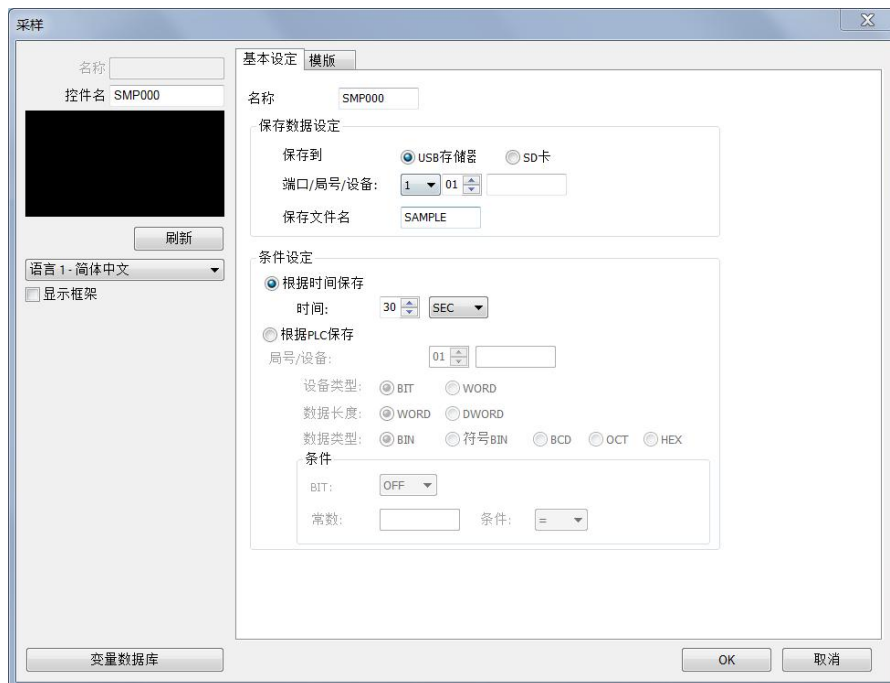 采样
名称
控件名 SMP000
刷新
语言 1 - 简体中文
显示框架
变量数据库
基本设定 模版
名称 SMP000
保存数据设定
保存到 USB存储器 SD卡
端口/局号/设备: 1 01
保存文件名 SAMPLE
条件设定
根据时间保存
时间: 30 SEC
根据PLC保存
局号/设备: 01
设备类型: BIT WORD
数据长度: WORD DWORD
数据类型: BIN 符号BIN BCD OCT HEX
条件
BIT: OFF
常数: 条件: =
OK 取消